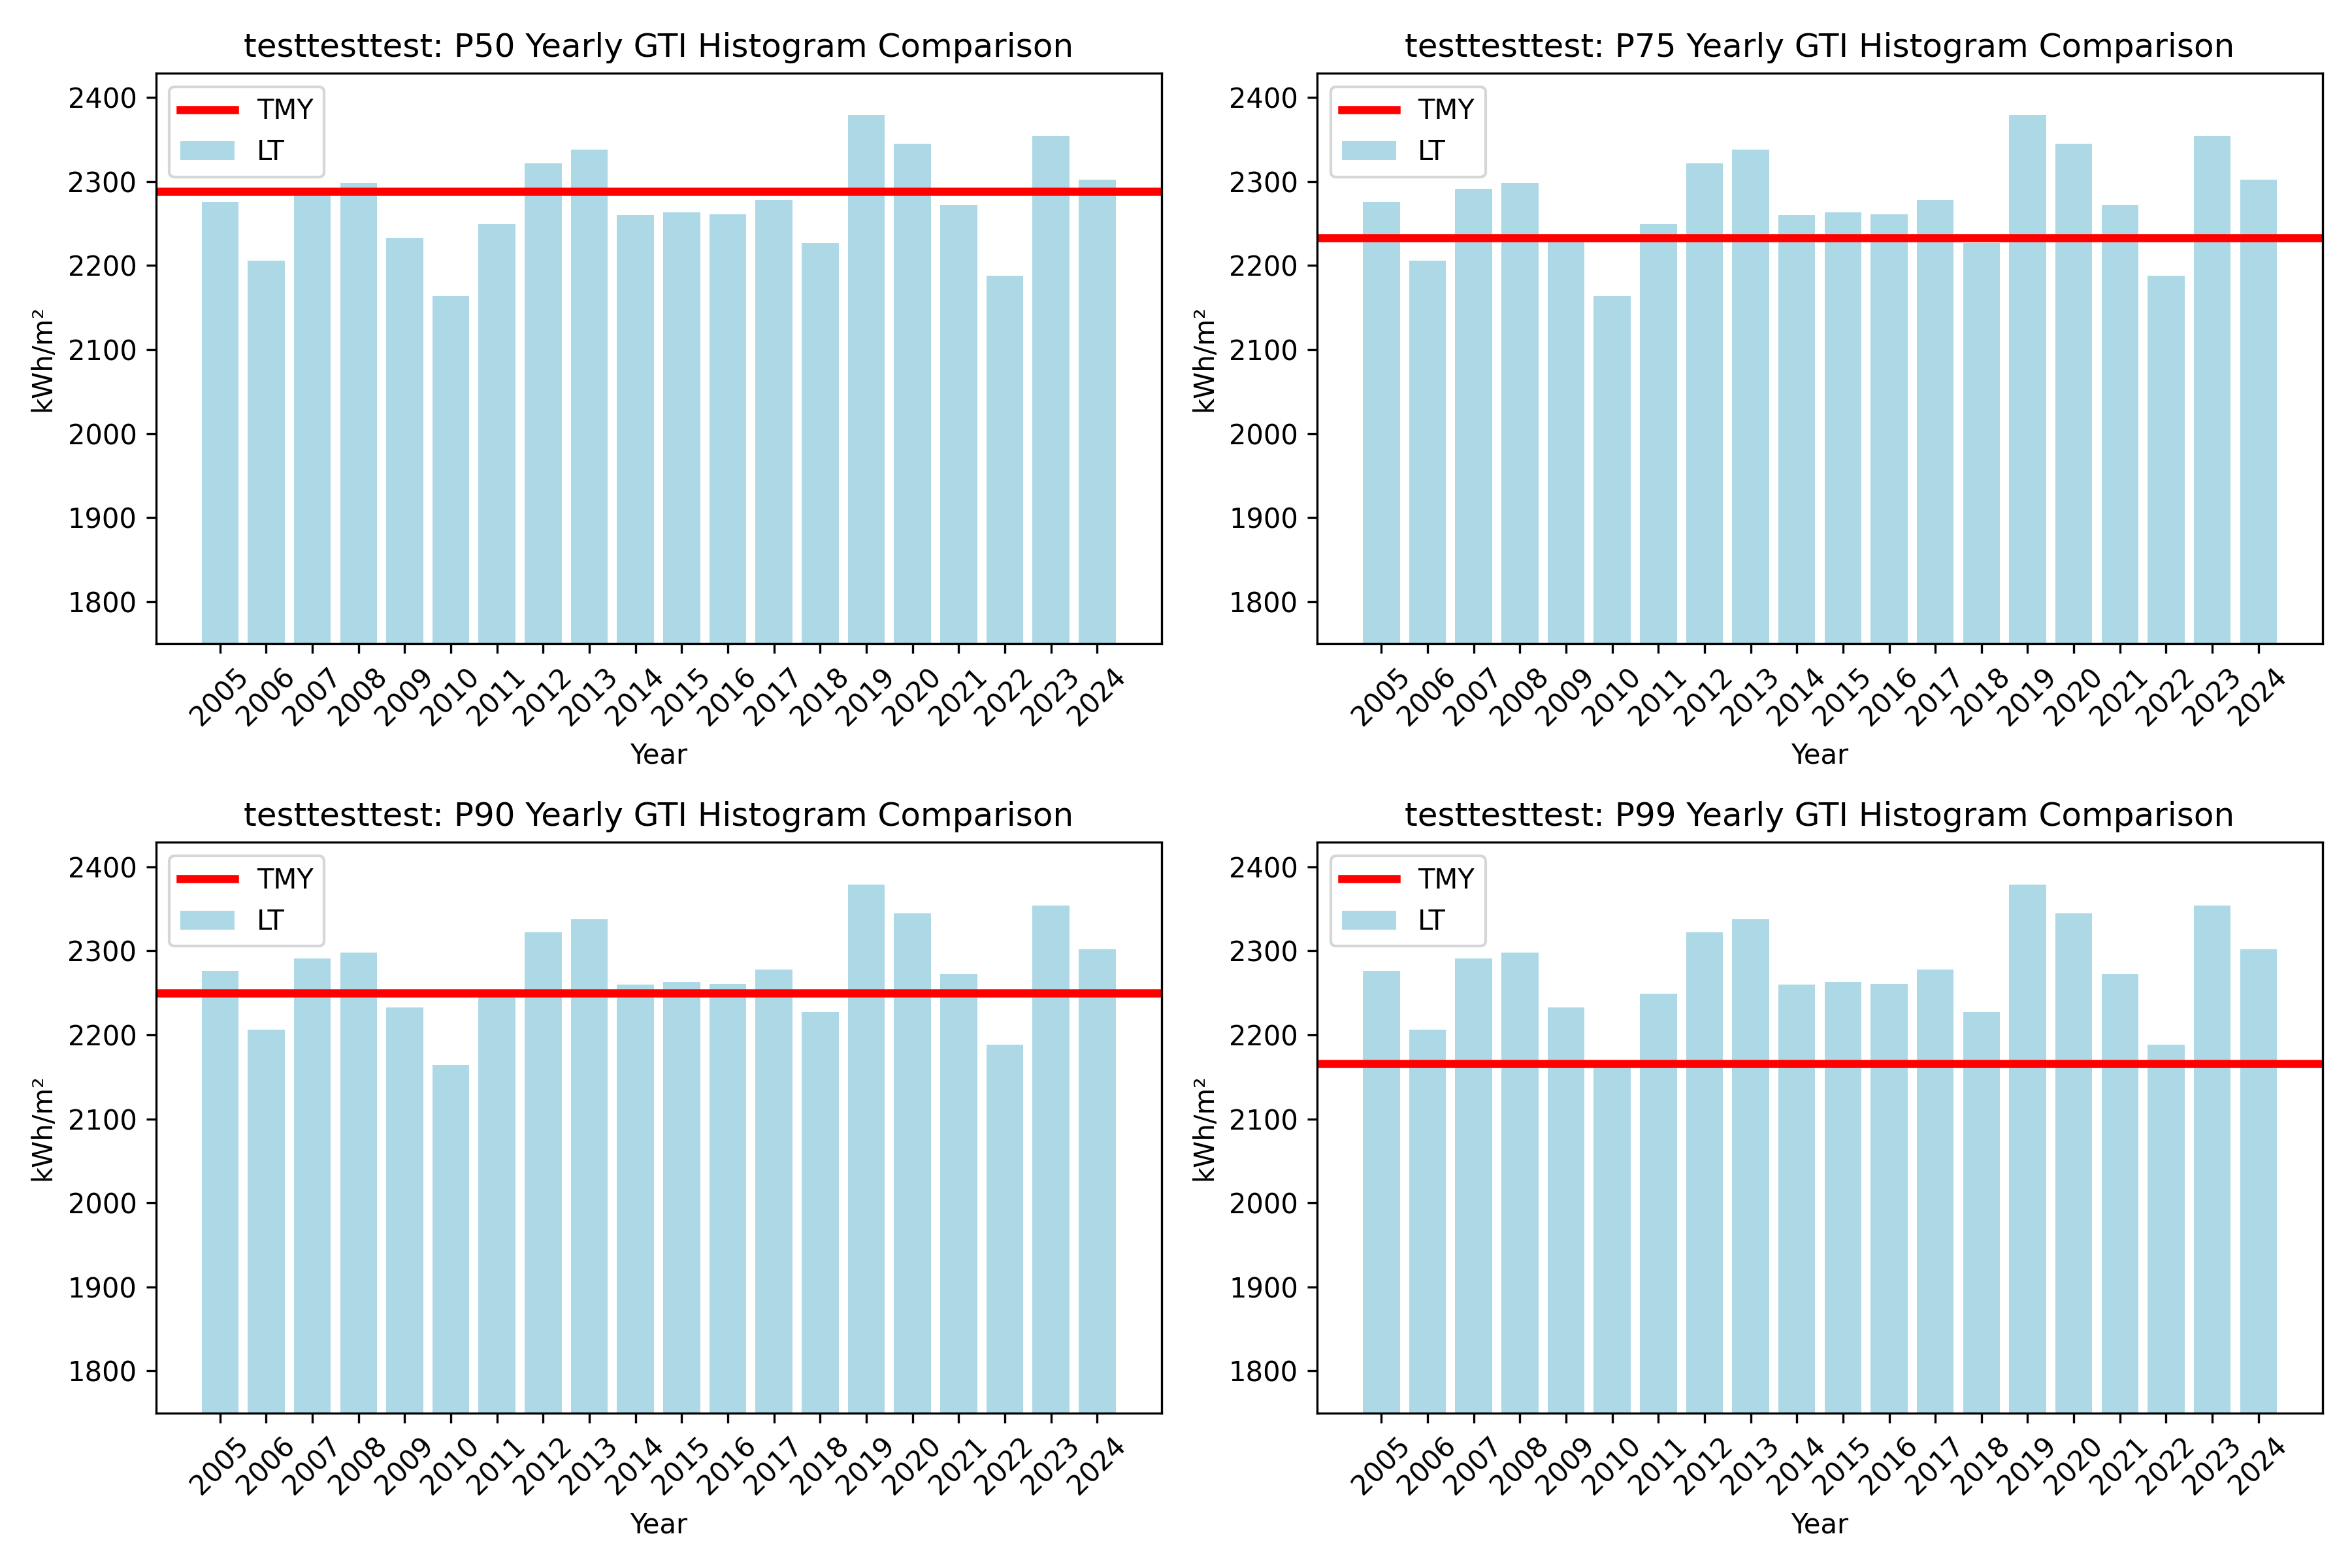 testtesttest: P50 Yearly GTI Histogram Comparison
TMY
LT
2400
2300
2200
2100
2000
1900
1800
kWh/m²
2005 2006 2007 2008 2009 2010 2011 2012 2013 2014 2015 2016 2017 2018 2019 2020 2021 2022 2023 2024
Year
testtesttest: P75 Yearly GTI Histogram Comparison
TMY
LT
2400
2300
2200
2100
2000
1900
1800
kWh/m²
2005 2006 2007 2008 2009 2010 2011 2012 2013 2014 2015 2016 2017 2018 2019 2020 2021 2022 2023 2024
Year
testtesttest: P90 Yearly GTI Histogram Comparison
TMY
LT
2400
2300
2200
2100
2000
1900
1800
kWh/m²
2005 2006 2007 2008 2009 2010 2011 2012 2013 2014 2015 2016 2017 2018 2019 2020 2021 2022 2023 2024
Year
testtesttest: P99 Yearly GTI Histogram Comparison
TMY
LT
2400
2300
2200
2100
2000
1900
1800
kWh/m²
2005 2006 2007 2008 2009 2010 2011 2012 2013 2014 2015 2016 2017 2018 2019 2020 2021 2022 2023 2024
Year